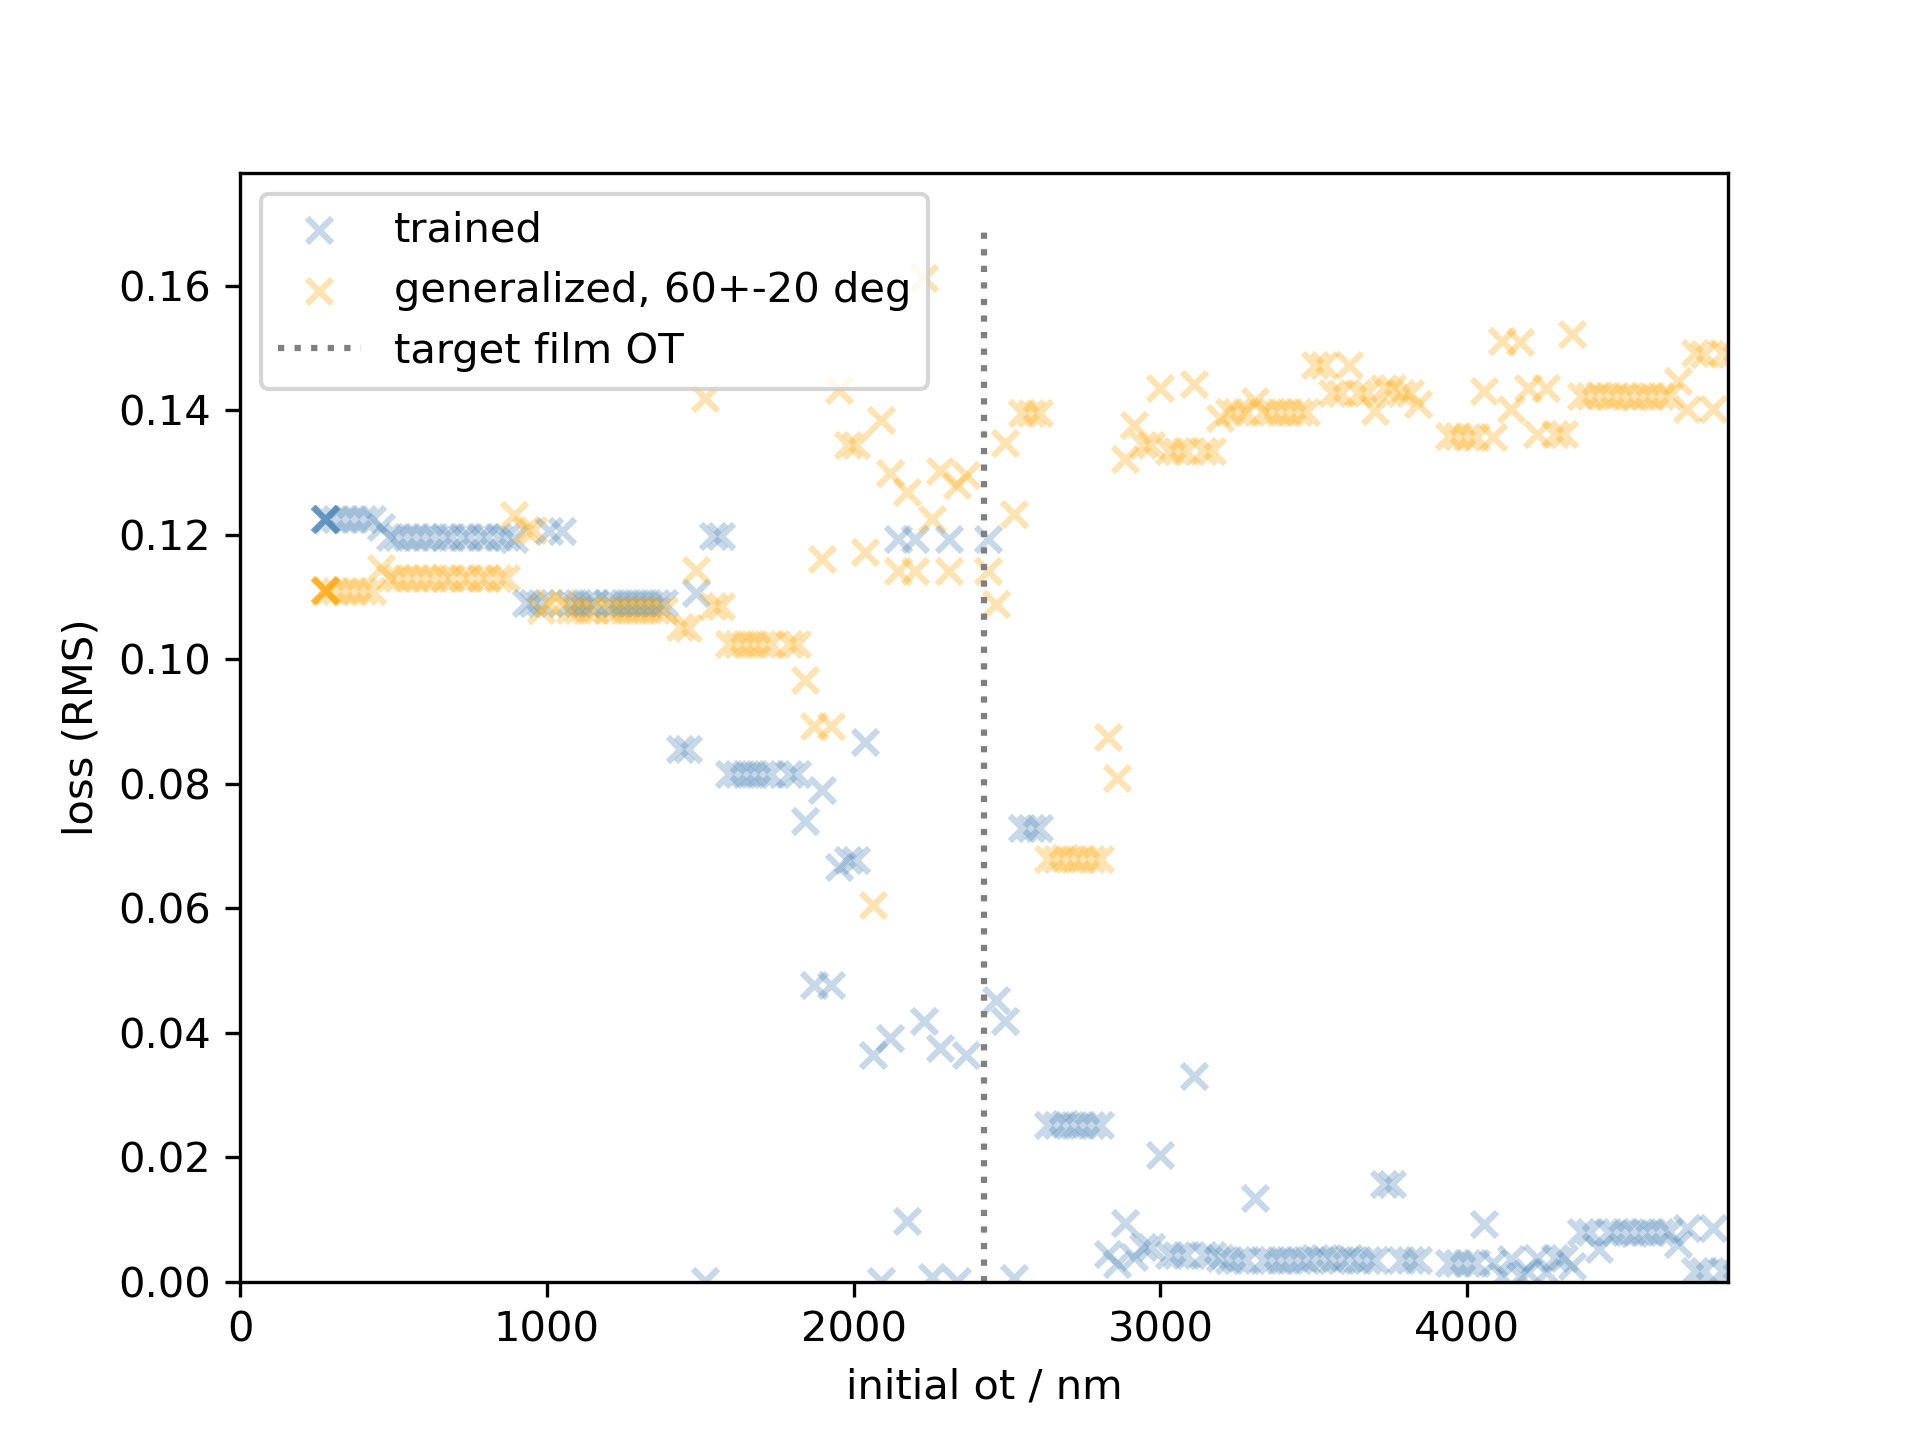 trained
generalized, 60+-20 deg
target film OT
0.16
0.14
0.12
0.10
0.08
0.06
0.04
0.02
0.00
loss (RMS)
0 1000 2000 3000 4000
initial ot / nm